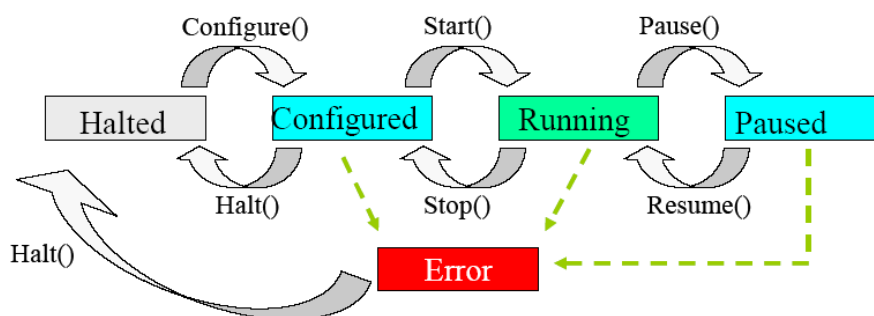 Configure()
Start()
Pause()
Halted
Configured
Running
Paused
Halt()
Stop()
Resume()
Halt()
Error